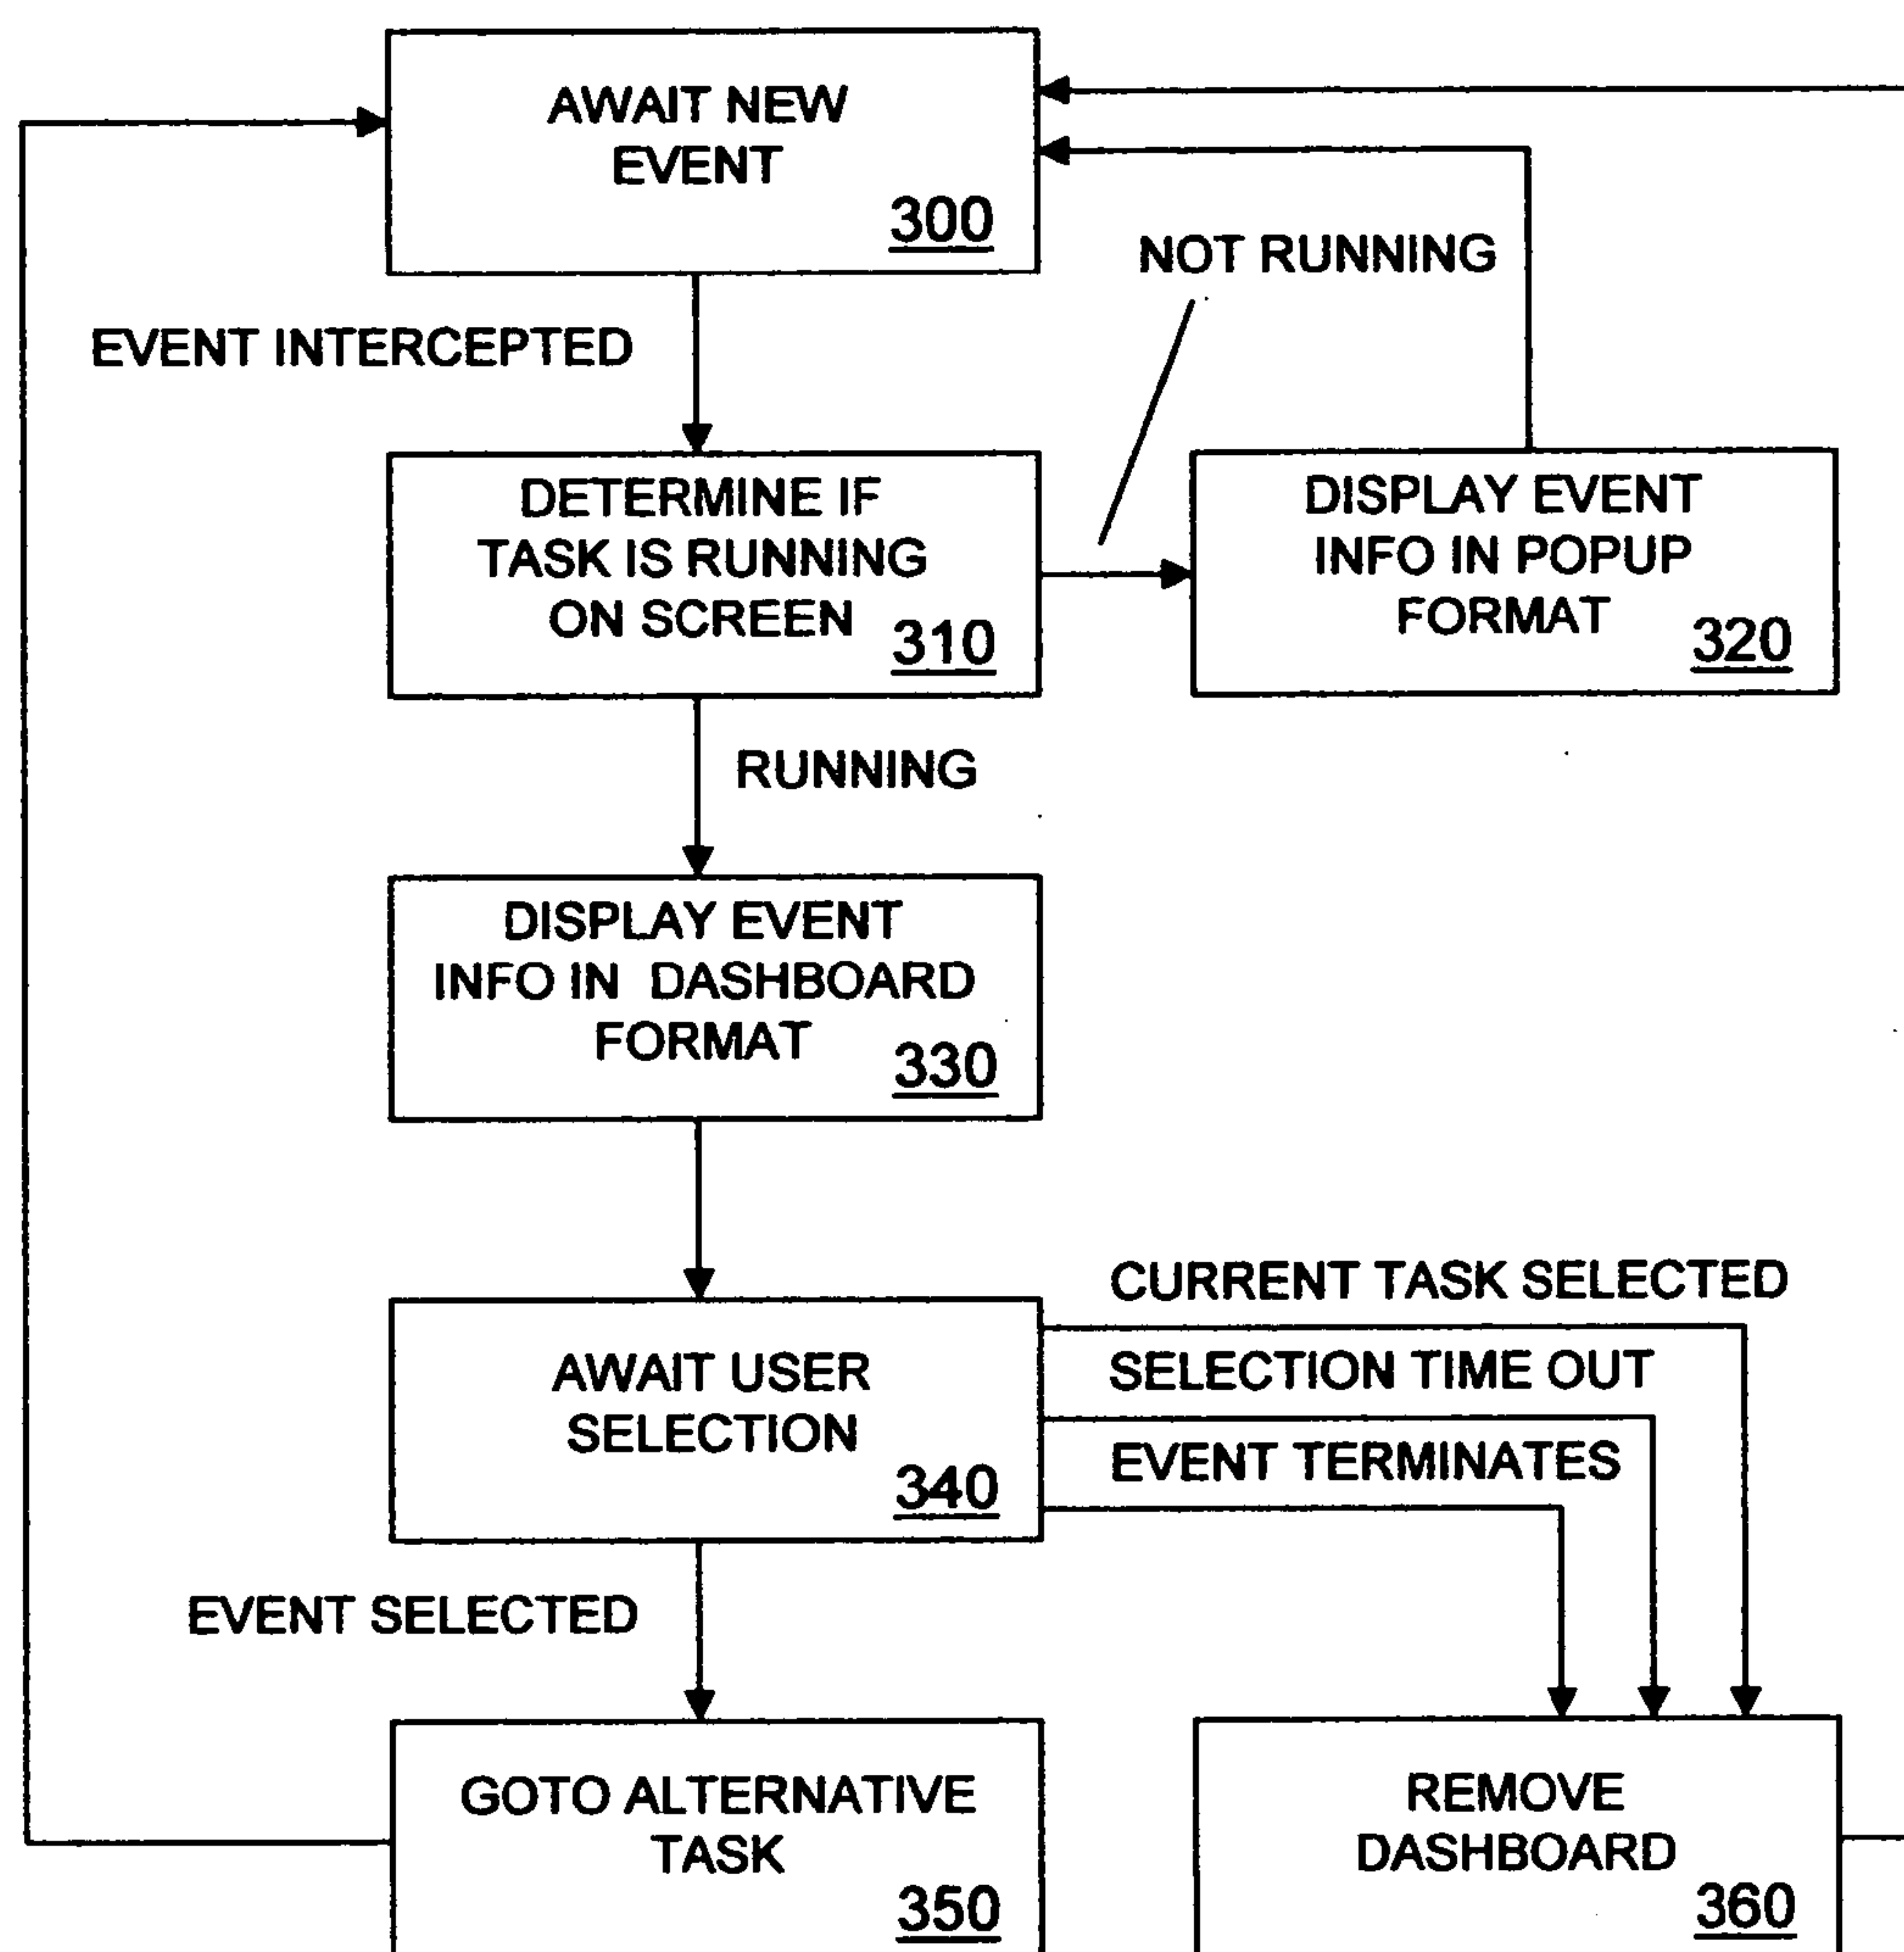 AWAIT NEW
EVENT
300
NOT RUNNING
EVENT INTERCEPTED
DETERMINE IF
TASK IS RUNNING
ON SCREEN
310
DISPLAY EVENT
INFO IN POPUP
FORMAT
320
RUNNING
DISPLAY EVENT
INFO IN DASHBOARD
FORMAT
330
AWAIT USER
SELECTION
340
CURRENT TASK SELECTED
SELECTION TIME OUT
EVENT TERMINATES
EVENT SELECTED
GOTO ALTERNATIVE
TASK
350
REMOVE
DASHBOARD
360